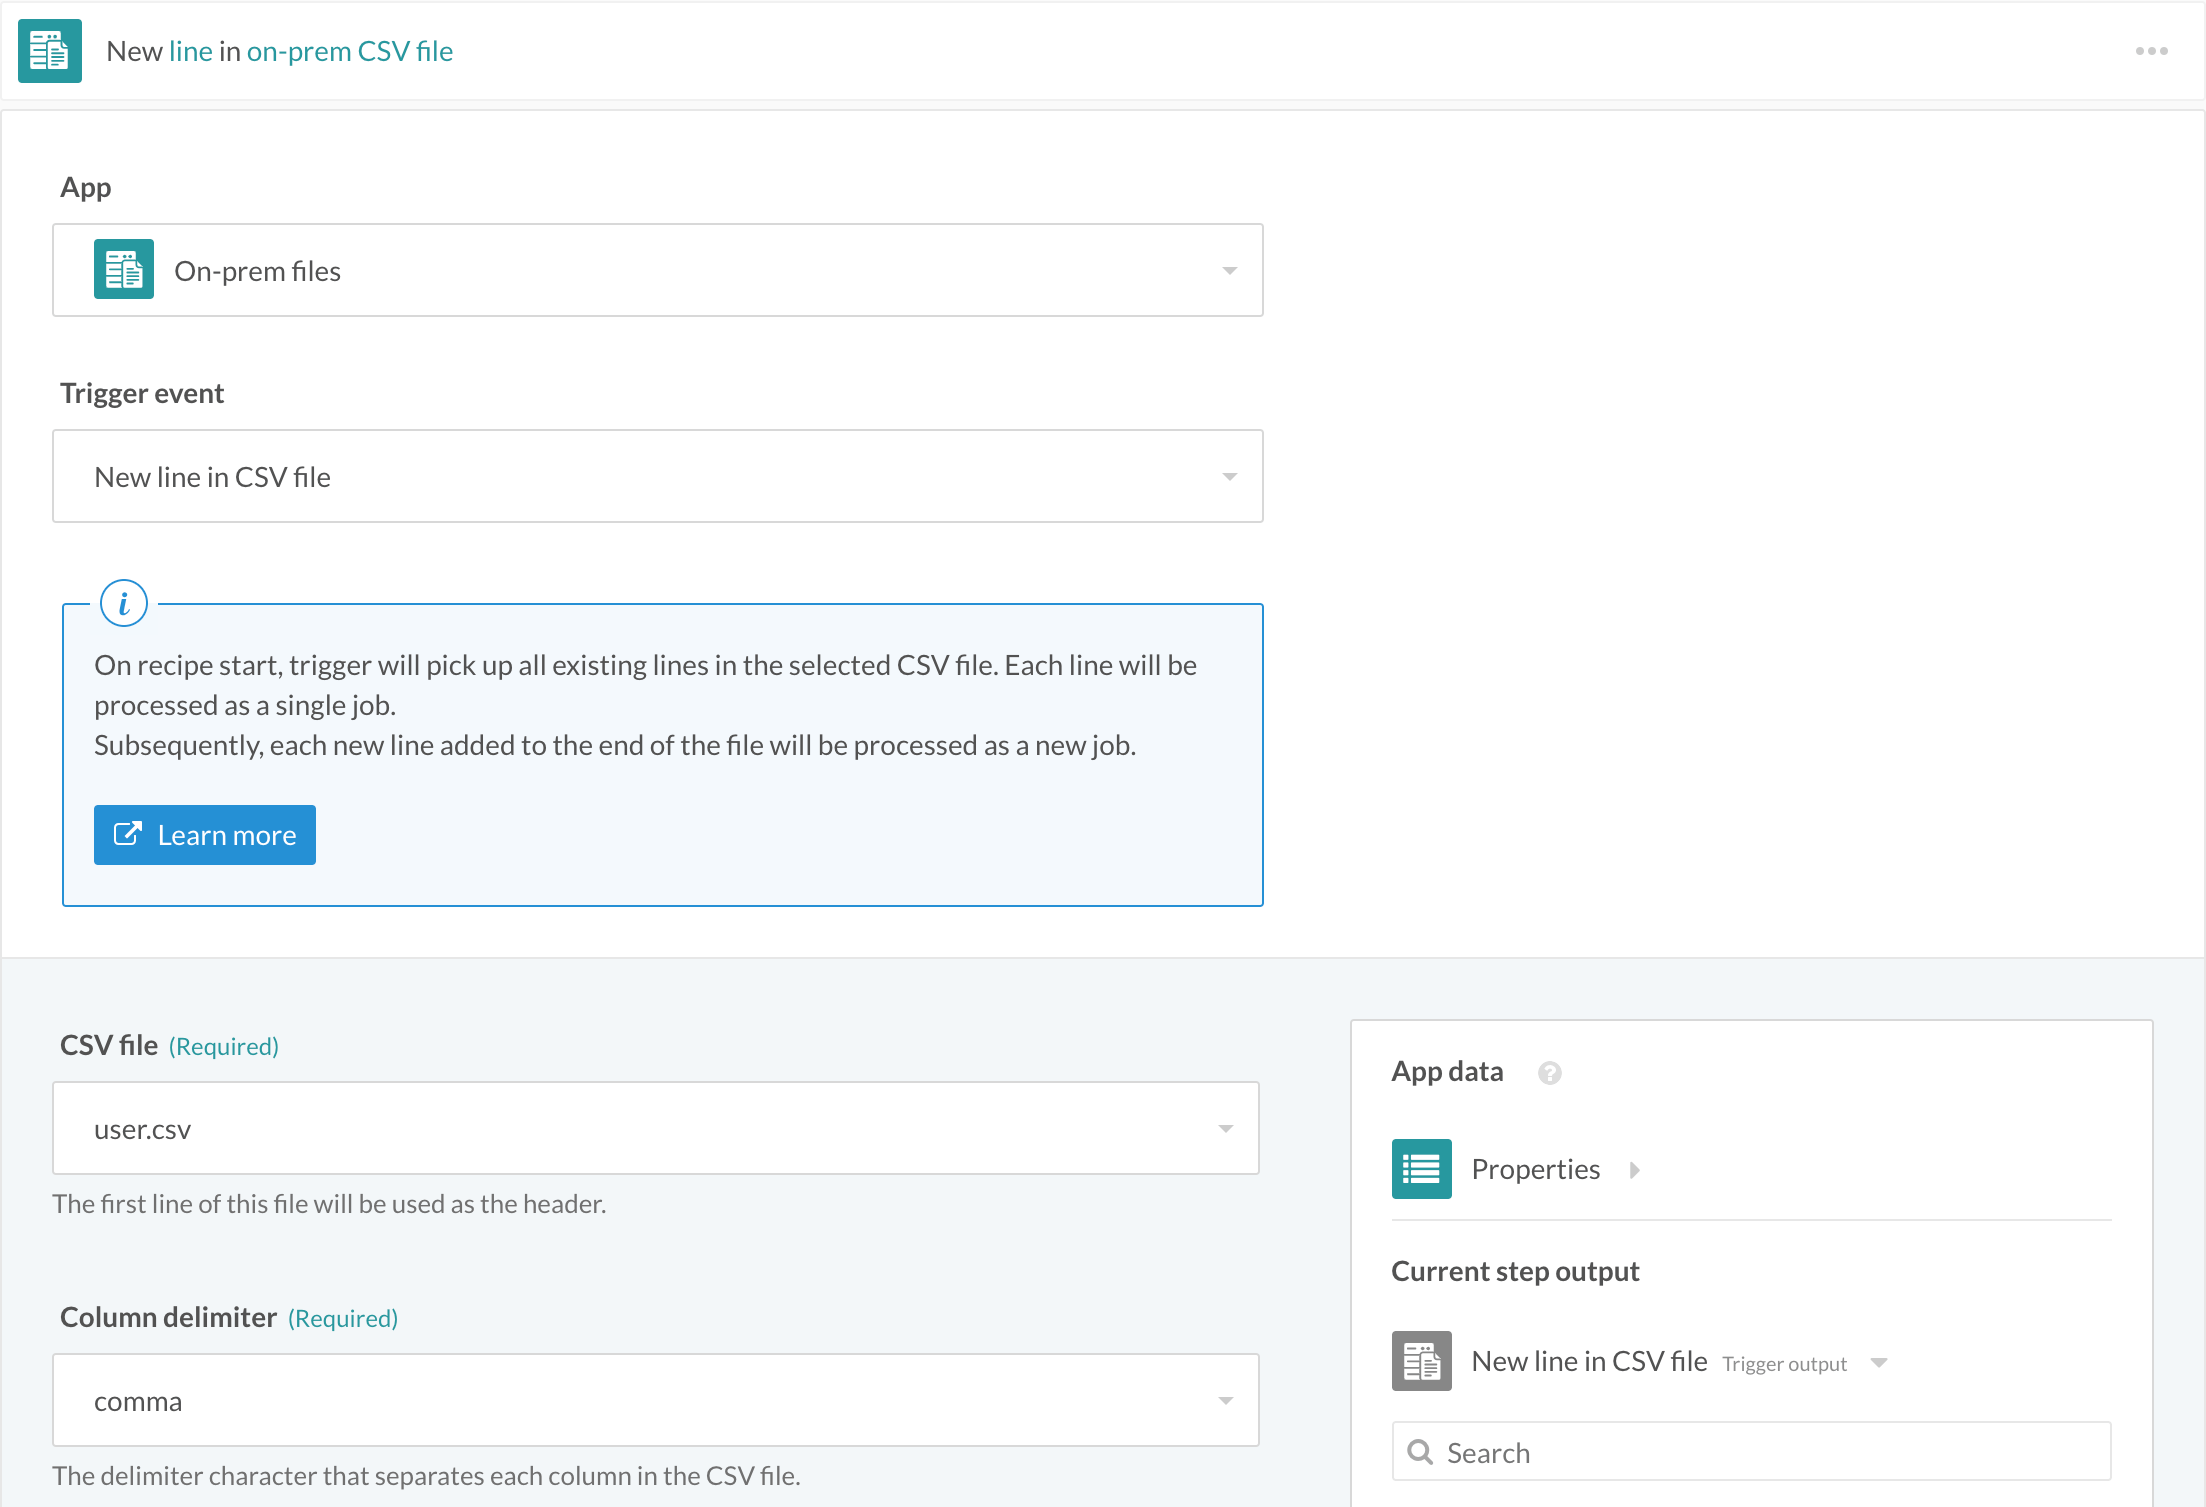 New line in on-prem CSV file
App
On-prem files
Trigger event
New line in CSV file
i
On recipe start, trigger will pick up all existing lines in the selected CSV file. Each line will be
processed as a single job.
Subsequently, each new line added to the end of the file will be processed as a new job.
Learn more
CSV file (Required)
user.csv
The first line of this file will be used as the header.
Column delimiter (Required)
comma
The delimiter character that separates each column in the CSV file.
App data ?
Properties
Current step output
New line in CSV file Trigger output
Search